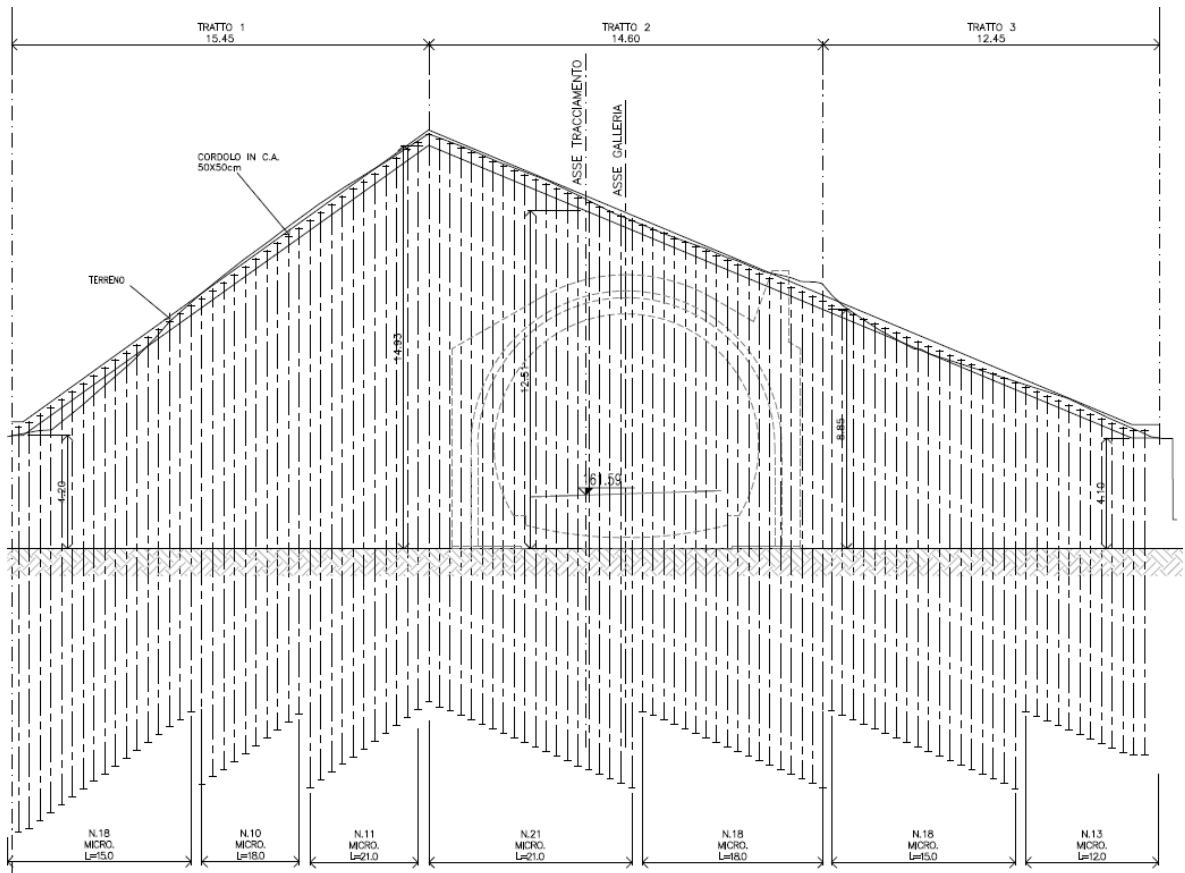 TRATTO 1
15.45
TRATTO 2
14.60
TRATTO 3
12.45
ASSE TRACCIAMENTO
ASSE GALLERIA
CORDOLO IN C.A.
50X50cm
TERRENO
14.93
12.51
8.85
4.20
4.10
161.59
N.18
MICRO.
L=15.0
N.10
MICRO.
L=18.0
N.11
MICRO.
L=21.0
N.21
MICRO.
L=21.0
N.18
MICRO.
L=18.0
N.18
MICRO.
L=15.0
N.13
MICRO.
L=12.0